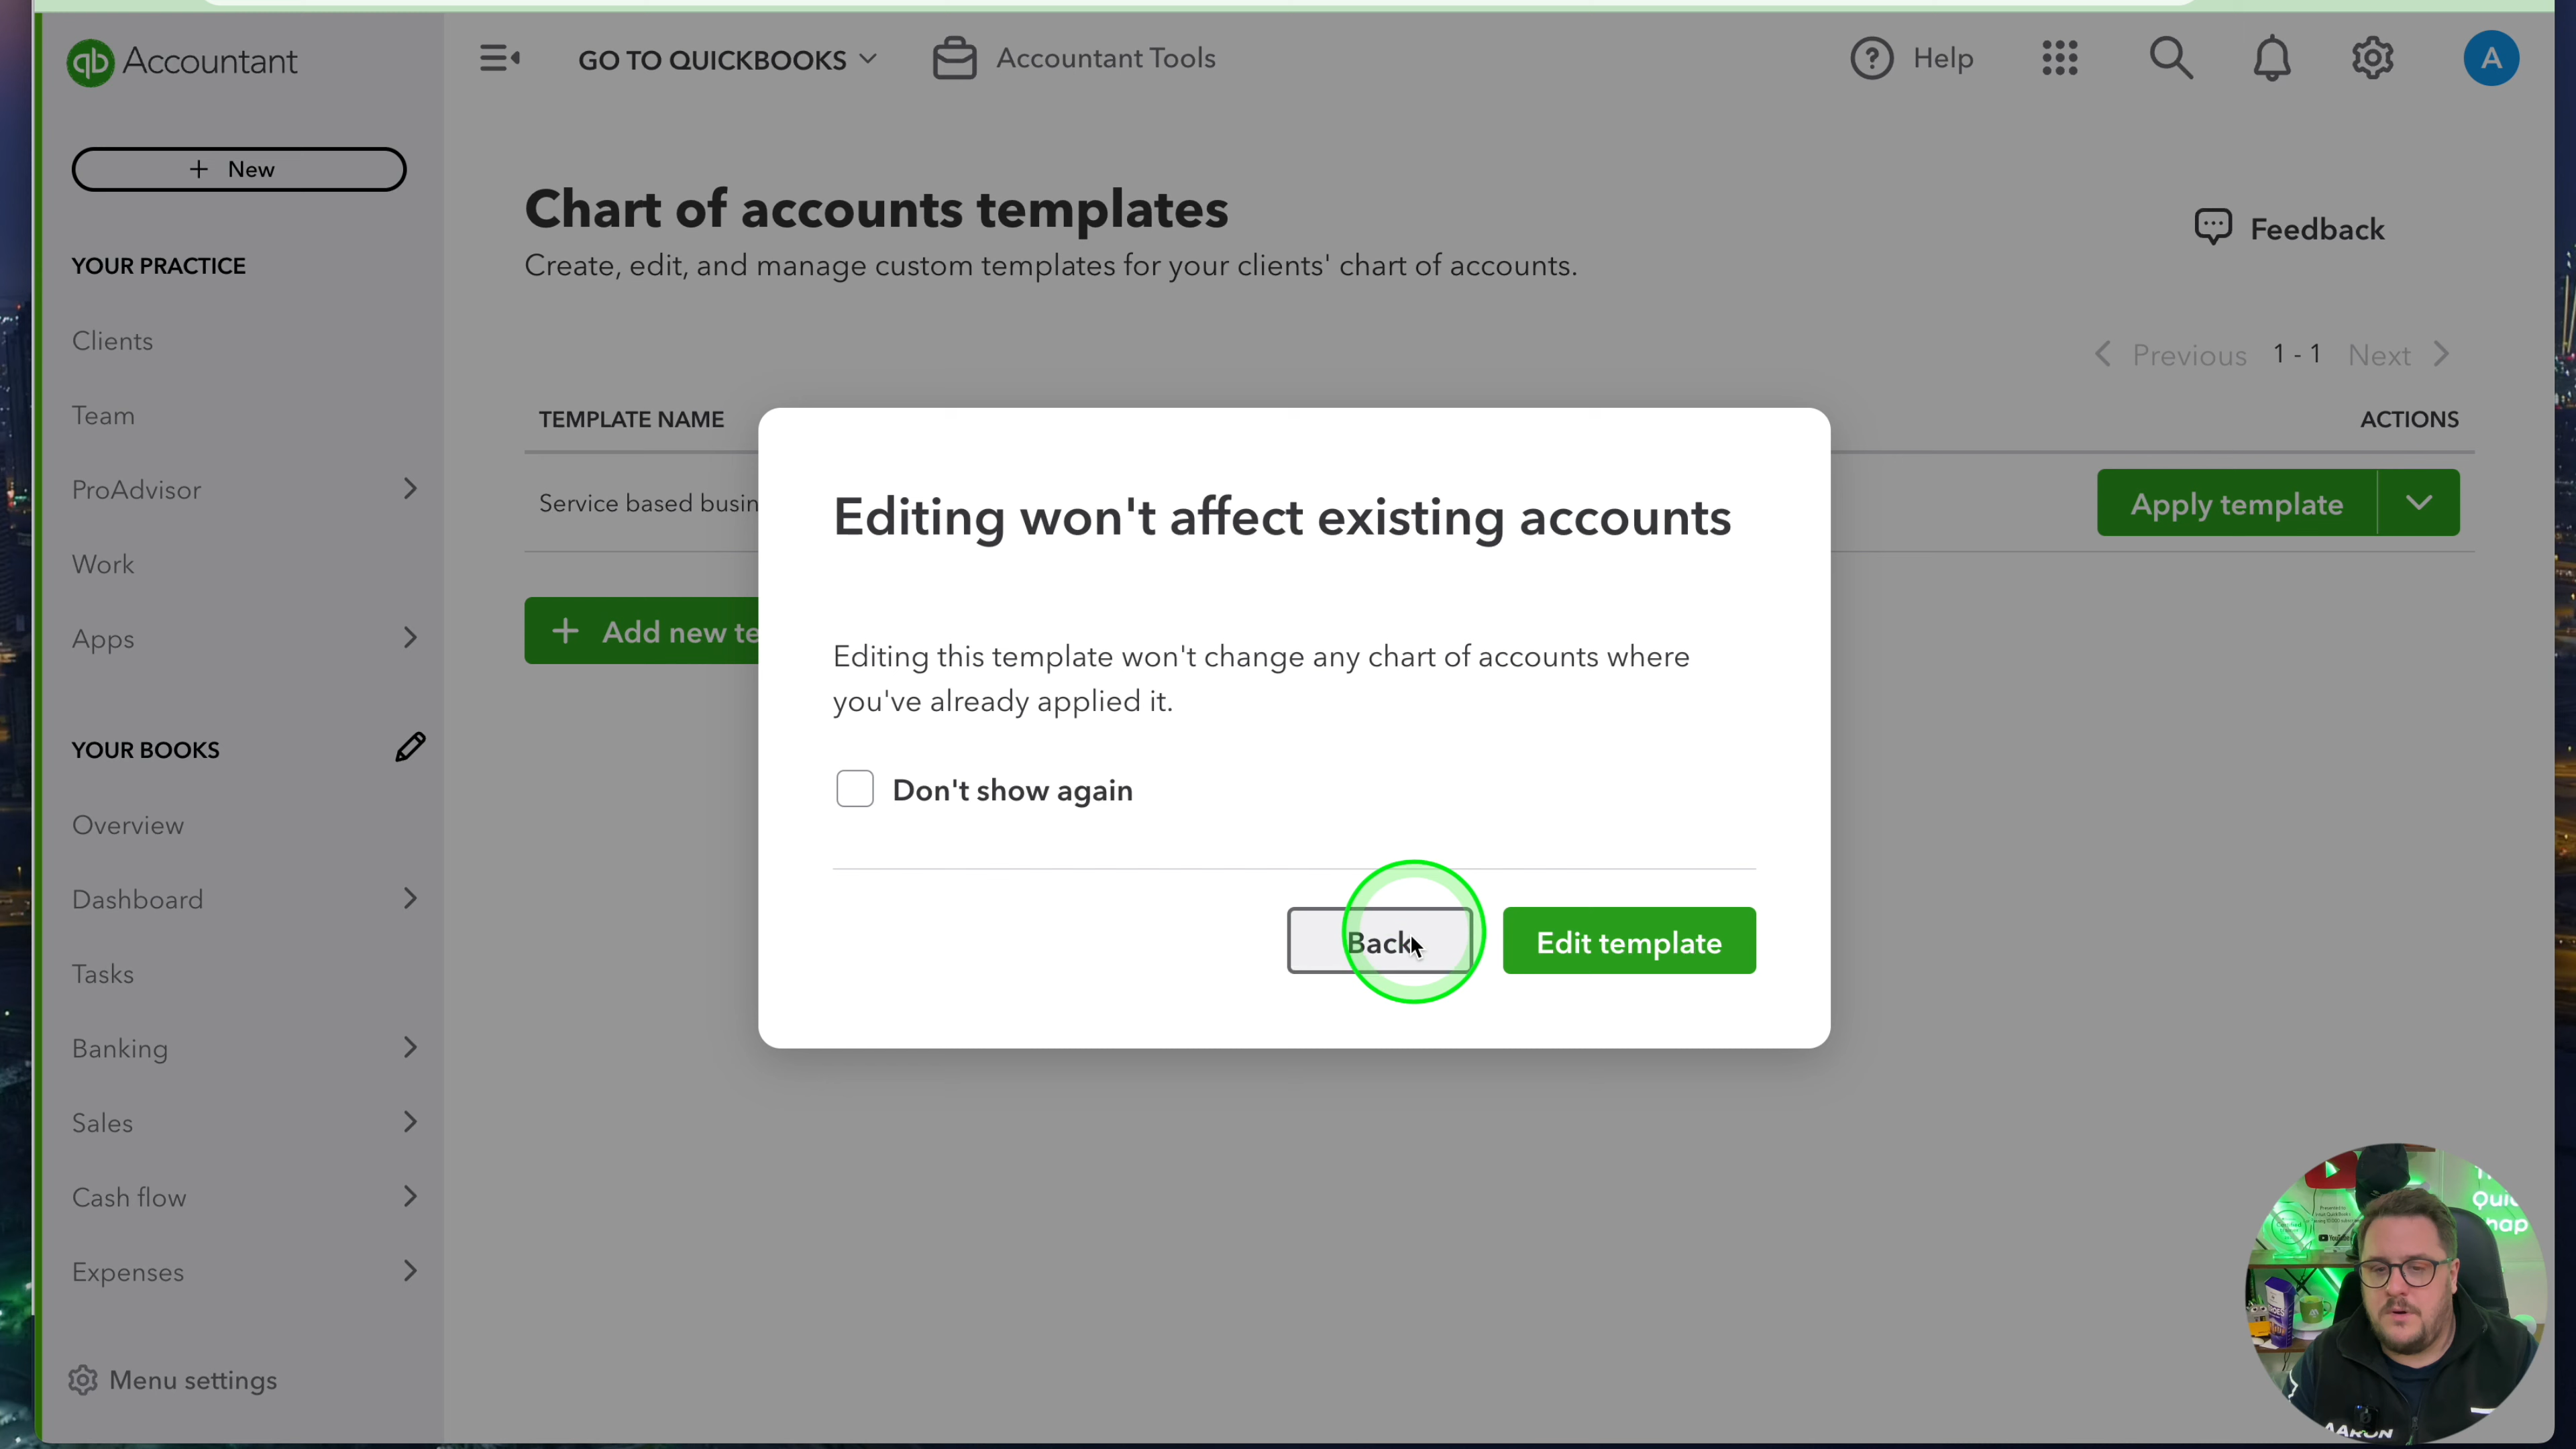 qb Accountant
GO TO QUICKBOOKS
Accountant Tools
Help
A
+ New
YOUR PRACTICE
Clients
Team
ProAdvisor
Work
Apps
YOUR BOOKS
Overview
Dashboard
Tasks
Banking
Sales
Cash flow
Expenses
Menu settings
Chart of accounts templates
Create, edit, and manage custom templates for your clients' chart of accounts.
Feedback
Previous 1 - 1 Next
TEMPLATE NAME
ACTIONS
Service based busin
Apply template
+ Add new te
Editing won't affect existing accounts
Editing this template won't change any chart of accounts where
you've already applied it.
Don't show again
Back
Edit template
Quic
hap
AARON